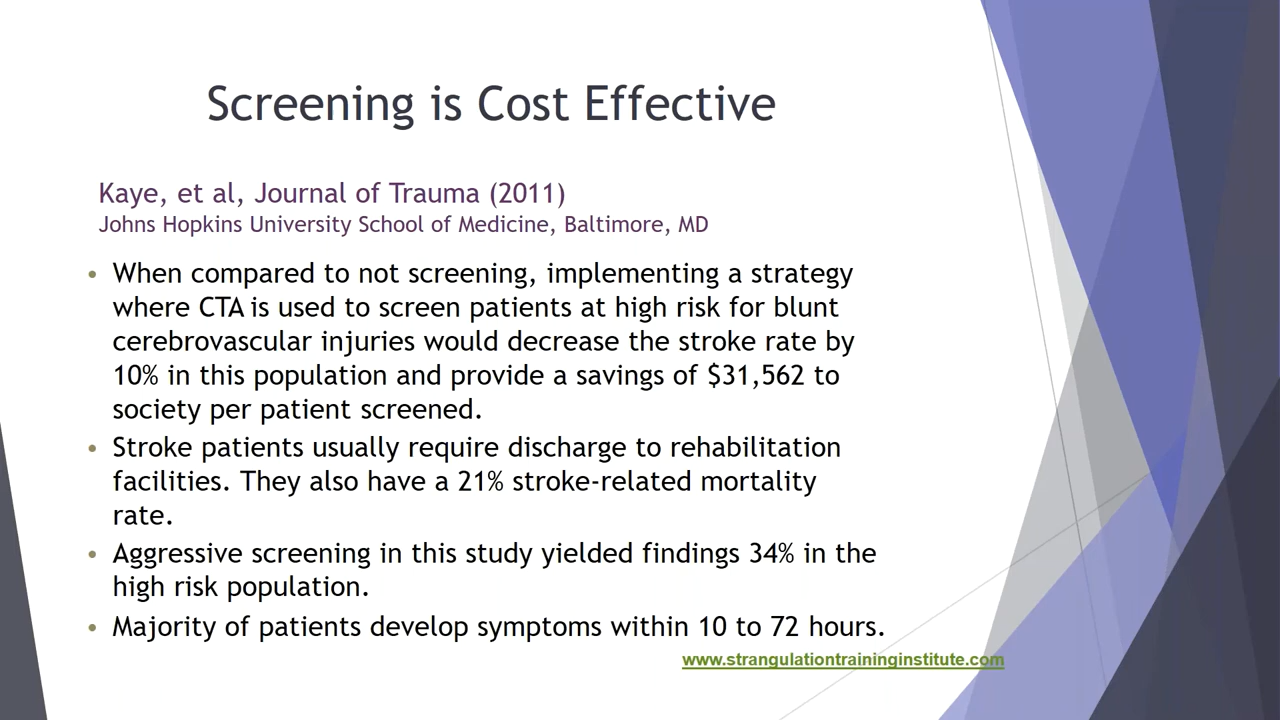 Screening is Cost Effective
Kaye, et al, Journal of Trauma (2011)
Johns Hopkins University School of Medicine, Baltimore, MD
• When compared to not screening, implementing a strategy
where CTA is used to screen patients at high risk for blunt
cerebrovascular injuries would decrease the stroke rate by
10% in this population and provide a savings of $31,562 to
society per patient screened.
• Stroke patients usually require discharge to rehabilitation
facilities. They also have a 21% stroke-related mortality
rate.
• Aggressive screening in this study yielded findings 34% in the
high risk population.
• Majority of patients develop symptoms within 10 to 72 hours.
www.strangulationtraininginstitute.com